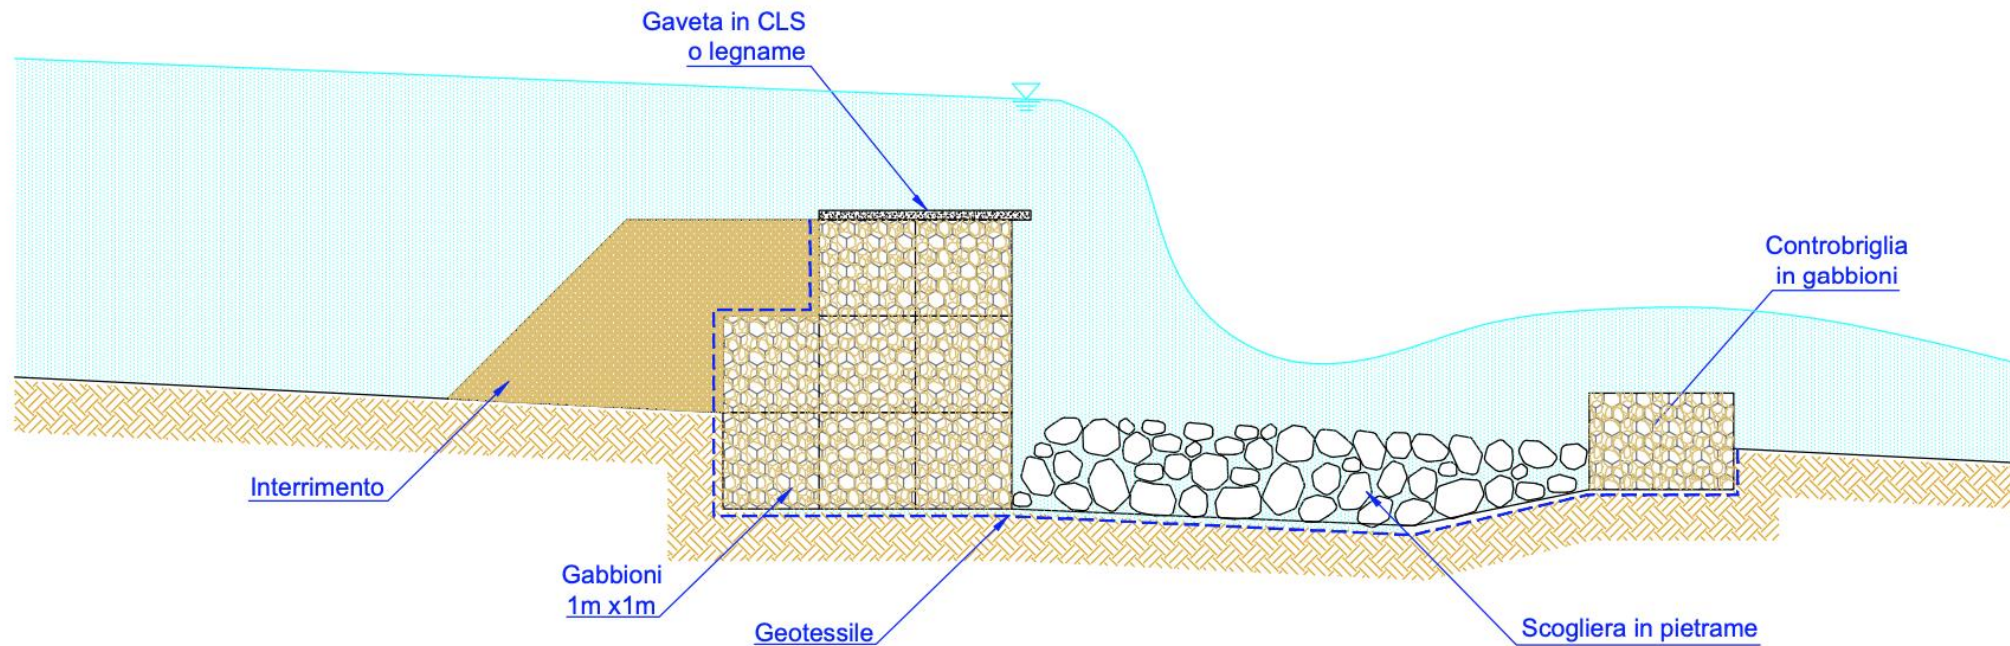 Gaveta in CLS
o legname
Controbriglia
in gabbioni
Interrimento
Gabbioni
1m x1m
Geotessile
Scogliera in pietrame